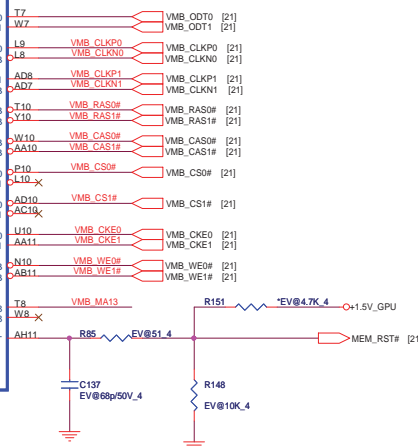 T7 VMB_ODT0 [21]
W7 VMB_ODT1 [21]
L9 VMB_CLKP0 VMB_CLKP0 [21]
L8 VMB_CLKN0 VMB_CLKN0 [21]
AD8 VMB_CLKP1 VMB_CLKP1 [21]
AD7 VMB_CLKN1 VMB_CLKN1 [21]
T10 VMB_RAS0# VMB_RAS0# [21]
Y10 VMB_RAS1# VMB_RAS1# [21]
W10 VMB_CAS0# VMB_CAS0# [21]
AA10 VMB_CAS1# VMB_CAS1# [21]
P10 VMB_CS0# VMB_CS0# [21]
L10
AD10 VMB_CS1# VMB_CS1# [21]
AC10
U10 VMB_CKE0 VMB_CKE0 [21]
AA11 VMB_CKE1 VMB_CKE1 [21]
N10 VMB_WE0# VMB_WE0# [21]
AB11 VMB_WE1# VMB_WE1# [21]
T8 VMB_MA13
W8
R151 *EV@4.7K_4 +1.5V_GPU
AH11 R85 EV@51_4 MEM_RST# [21
C137
EV@68p/50V_4
R148
EV@10K_4